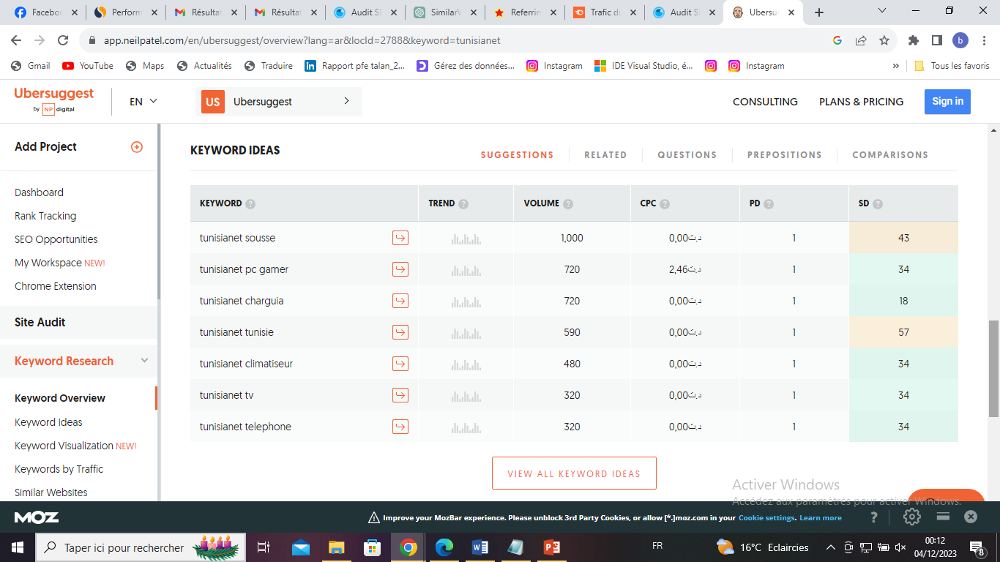 Faceboo
Perform
Résultat
Résultat
Audit SE
SimilarW
Referrin
Trafic du
Audit SE
Ubersug
app.neilpatel.com/en/ubersuggest/overview?lang=ar&locId=2788&keyword=tunisianet
b
Gmail
YouTube
Maps
Actualités
Traduire
Rapport pfe talan_2...
Gérez des données...
Instagram
IDE Visual Studio, é...
Instagram
»
Tous les favoris
Ubersuggest
by NP digital
EN
US
Ubersuggest
CONSULTING
PLANS & PRICING
Sign in
Add Project
Dashboard
Rank Tracking
SEO Opportunities
My Workspace NEW!
Chrome Extension
Site Audit
Keyword Research
Keyword Overview
Keyword Ideas
Keyword Visualization NEW!
Keywords by Traffic
Similar Websites
KEYWORD IDEAS
SUGGESTIONS
RELATED
QUESTIONS
PREPOSITIONS
COMPARISONS
KEYWORD ? TREND ? VOLUME ? CPC ? PD ? SD ?
tunisianet sousse 1,000 0,00د.ت 1 43
tunisianet pc gamer 720 2,46د.ت 1 34
tunisianet charguia 720 0,00د.ت 1 18
tunisianet tunisie 590 0,00د.ت 1 57
tunisianet climatiseur 480 0,00د.ت 1 34
tunisianet tv 320 0,00د.ت 1 34
tunisianet telephone 320 0,00د.ت 1 34
VIEW ALL KEYWORD IDEAS
Activer Windows
Accédez aux paramètres pour activer Windows.
MOZ
Improve your MozBar experience. Please unblock 3rd Party Cookies, or allow [*.]moz.com in your Cookie settings. Learn more
?
Taper ici pour rechercher
FR
16°C Eclaircies
00:12
04/12/2023
8